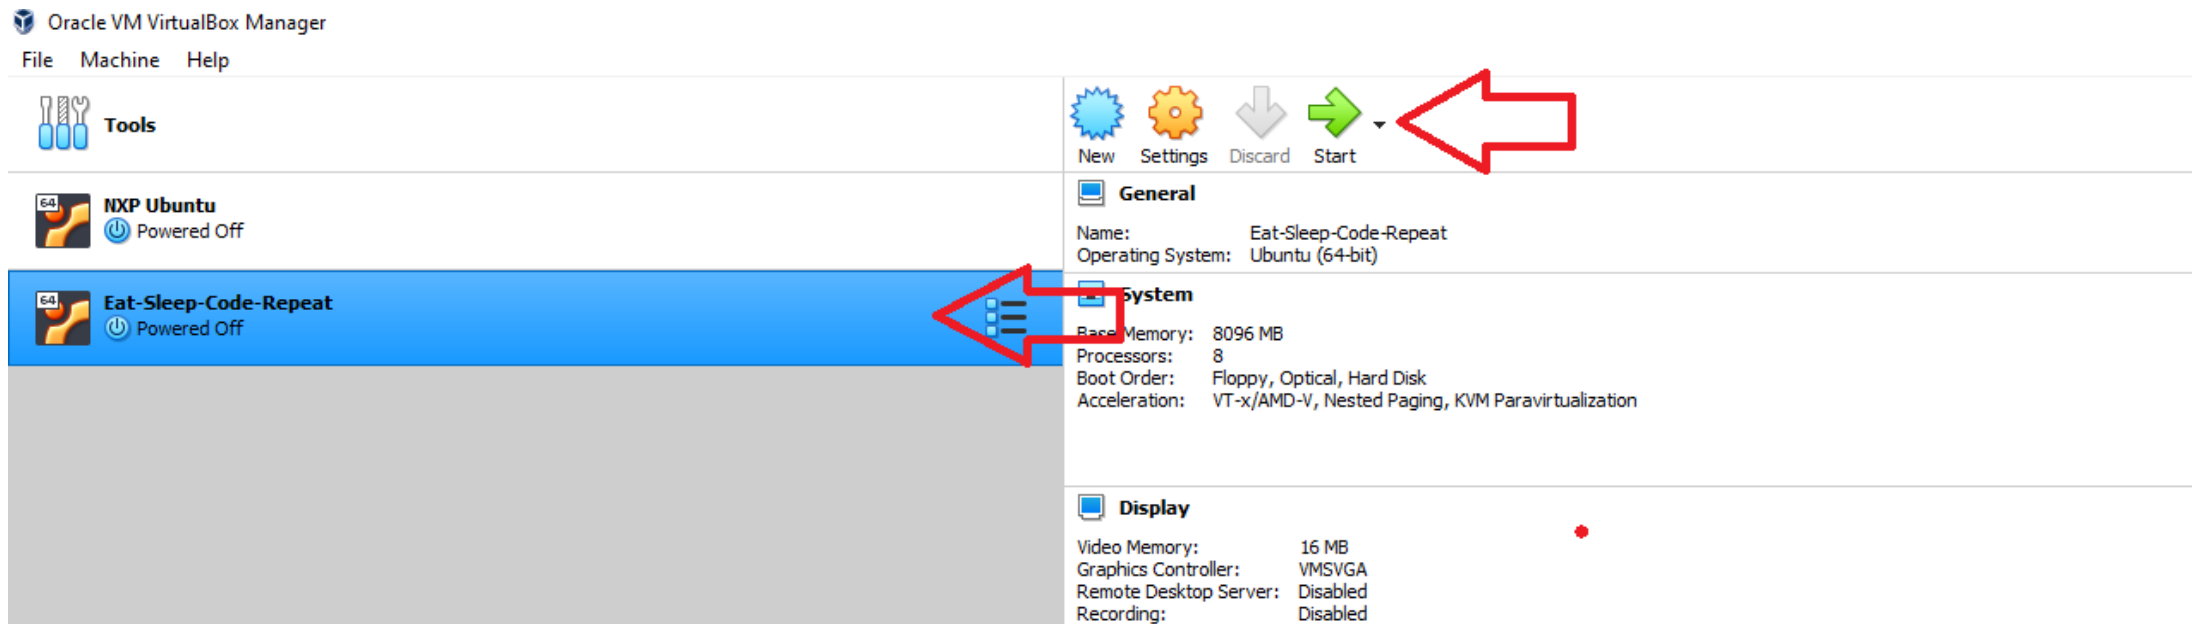 Oracle VM VirtualBox Manager
File Machine Help
Tools
New Settings Discard Start
64 NXP Ubuntu
Powered Off
64 Eat-Sleep-Code-Repeat
Powered Off
General
Name: Eat-Sleep-Code-Repeat
Operating System: Ubuntu (64-bit)
System
Base Memory: 8096 MB
Processors: 8
Boot Order: Floppy, Optical, Hard Disk
Acceleration: VT-x/AMD-V, Nested Paging, KVM Paravirtualization
Display
Video Memory: 16 MB
Graphics Controller: VMSVGA
Remote Desktop Server: Disabled
Recording: Disabled